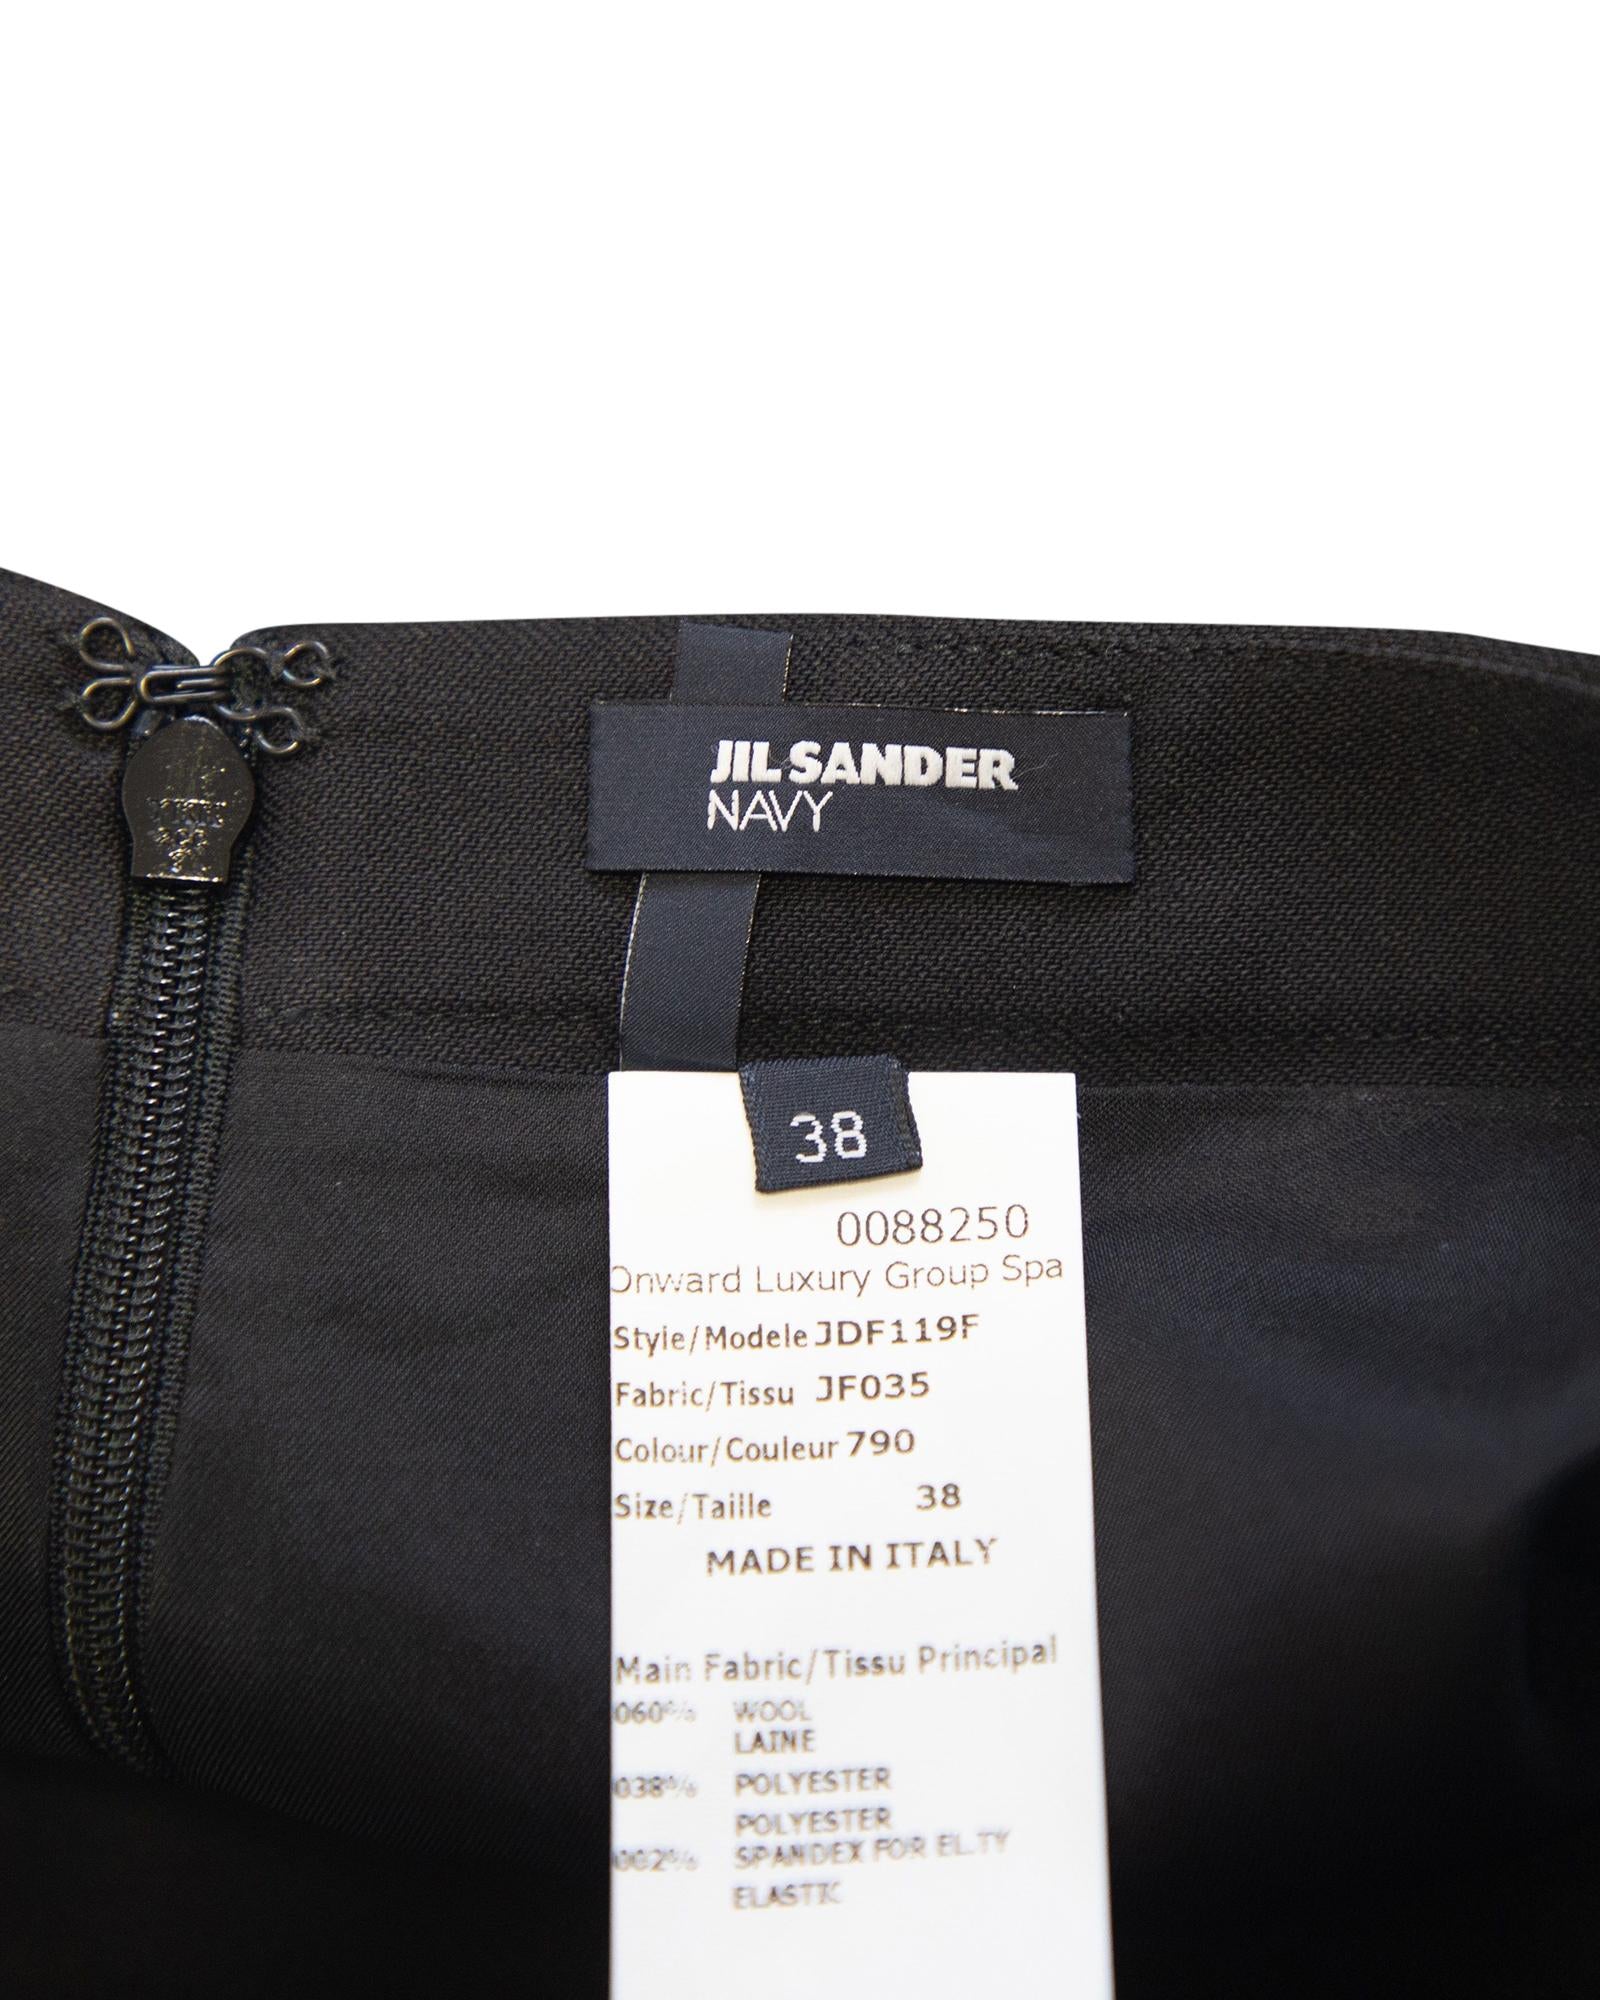 JIL SANDER
NAVY
38
0088250
Onward Luxury Group Spa
Style/Modele JDF119F
Fabric/Tissu JF035
Colour/Couleur 790
Size/Taille 38
MADE IN ITALY
Main Fabric/Tissu Principal
060% WOOL
LAINE
038% POLYESTER
POLYESTER
002% SPANDEX FOR EL.TY
ELASTIC